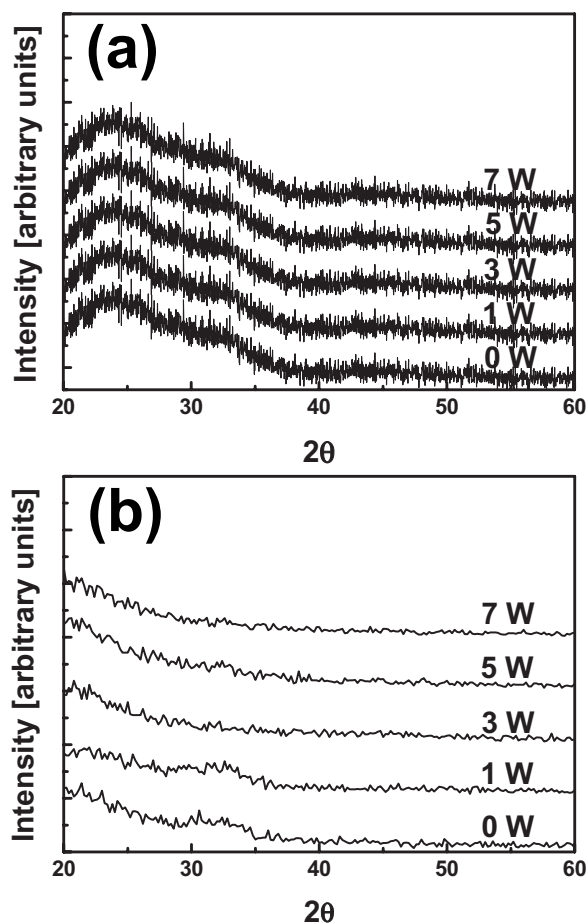 (a)
Intensity [arbitrary units]
7 W
5 W
3 W
1 W
0 W
20 30 40 50 60
2θ
(b)
Intensity [arbitrary units]
7 W
5 W
3 W
1 W
0 W
20 30 40 50 60
2θ